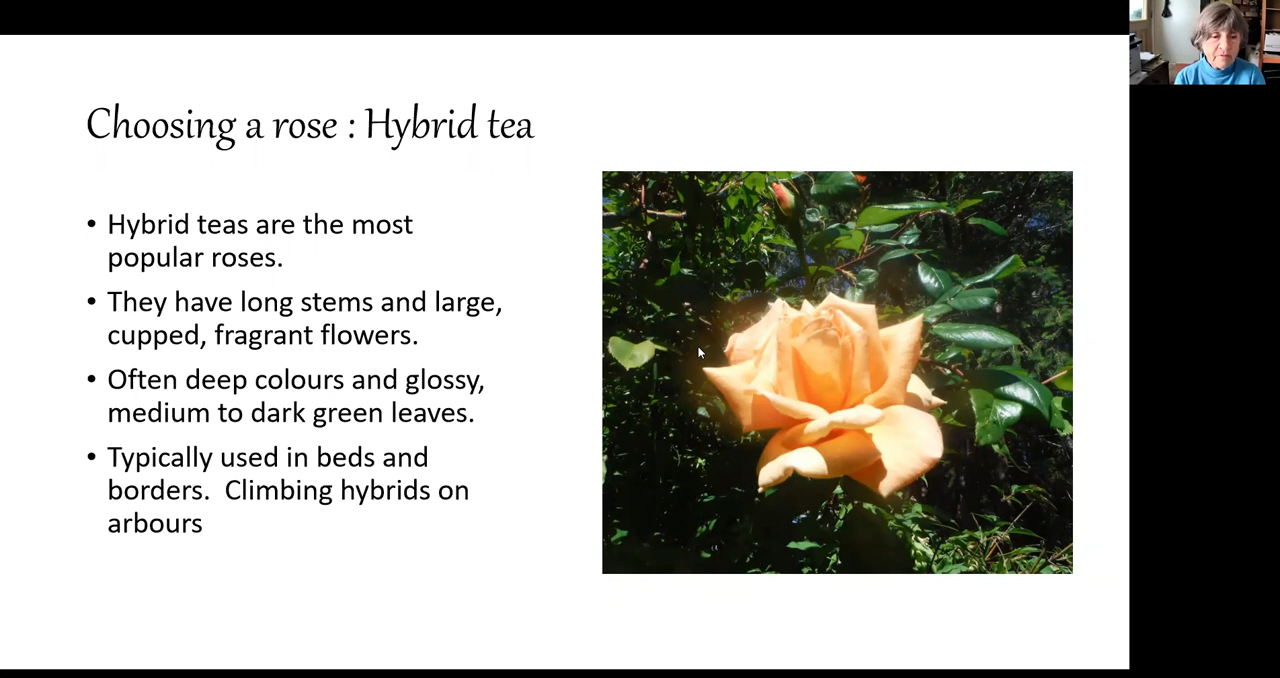 Choosing a rose : Hybrid tea
• Hybrid teas are the most
popular roses.
• They have long stems and large,
cupped, fragrant flowers.
• Often deep colours and glossy,
medium to dark green leaves.
• Typically used in beds and
borders.  Climbing hybrids on
arbours